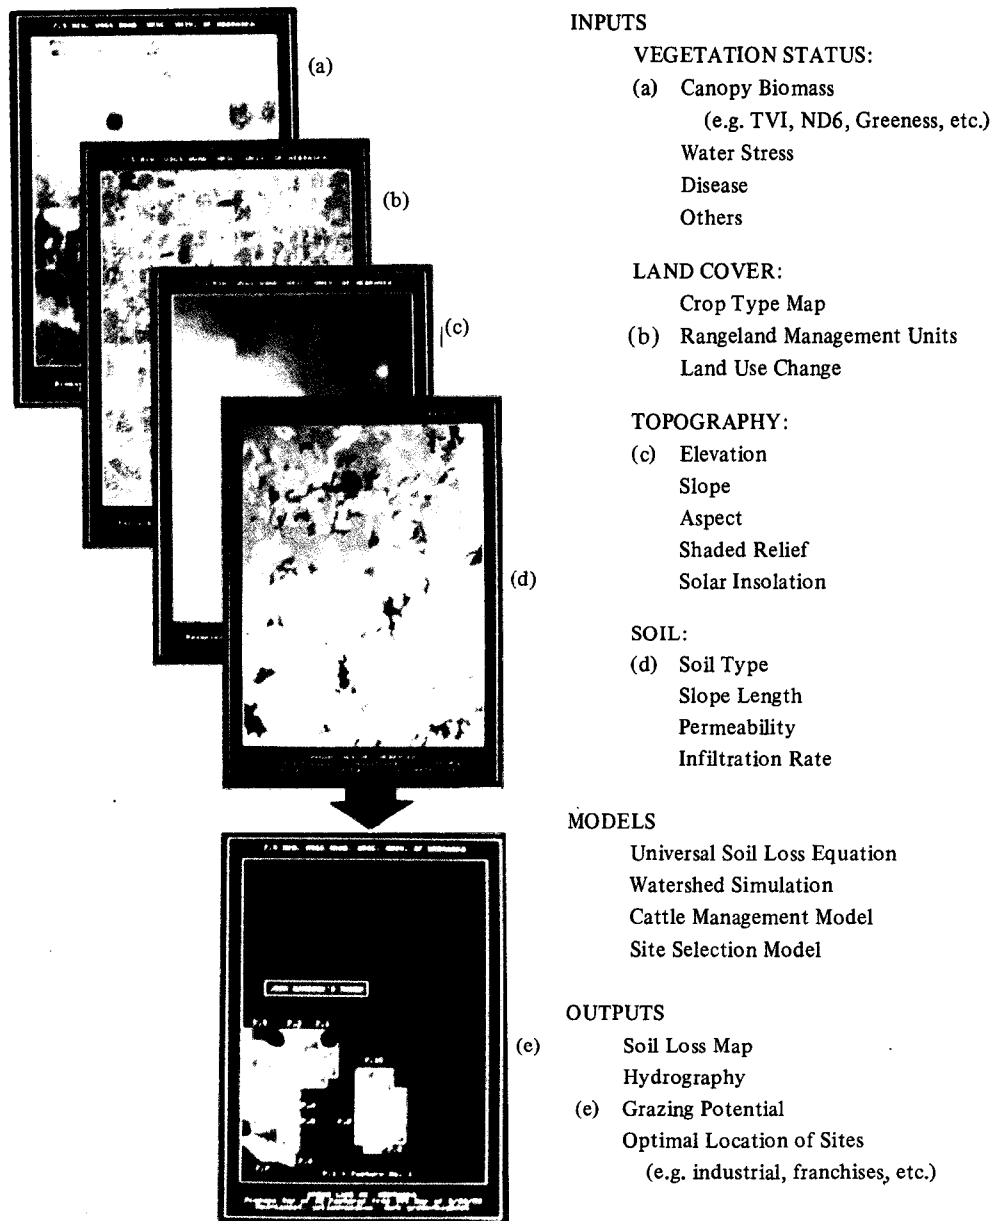 (a)
(b)
(c)
(d)
(e)
INPUTS
VEGETATION STATUS:
(a) Canopy Biomass
(e.g. TVI, ND6, Greeness, etc.)
Water Stress
Disease
Others
LAND COVER:
Crop Type Map
(b) Rangeland Management Units
Land Use Change
TOPOGRAPHY:
(c) Elevation
Slope
Aspect
Shaded Relief
Solar Insolation
SOIL:
(d) Soil Type
Slope Length
Permeability
Infiltration Rate
MODELS
Universal Soil Loss Equation
Watershed Simulation
Cattle Management Model
Site Selection Model
OUTPUTS
Soil Loss Map
Hydrography
(e) Grazing Potential
Optimal Location of Sites
(e.g. industrial, franchises, etc.)